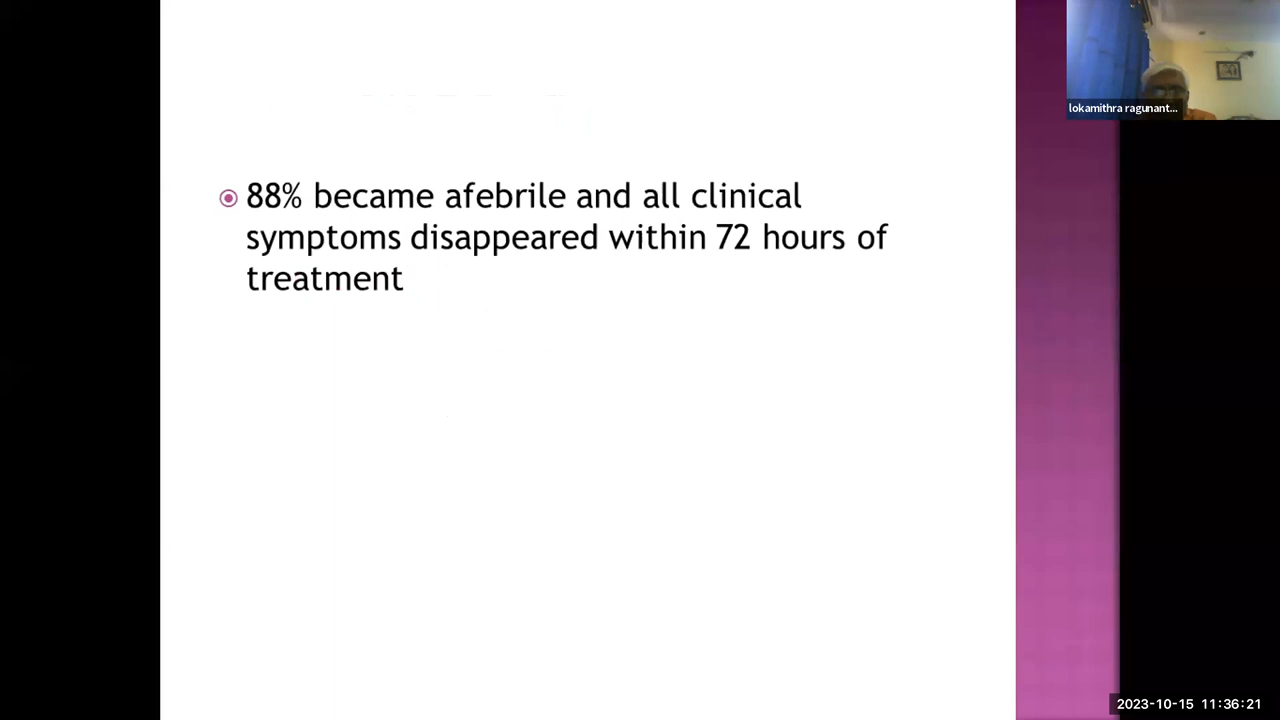 lokamithra ragunant...
88% became afebrile and all clinical
symptoms disappeared within 72 hours of
treatment
2023-10-15 11:36:21